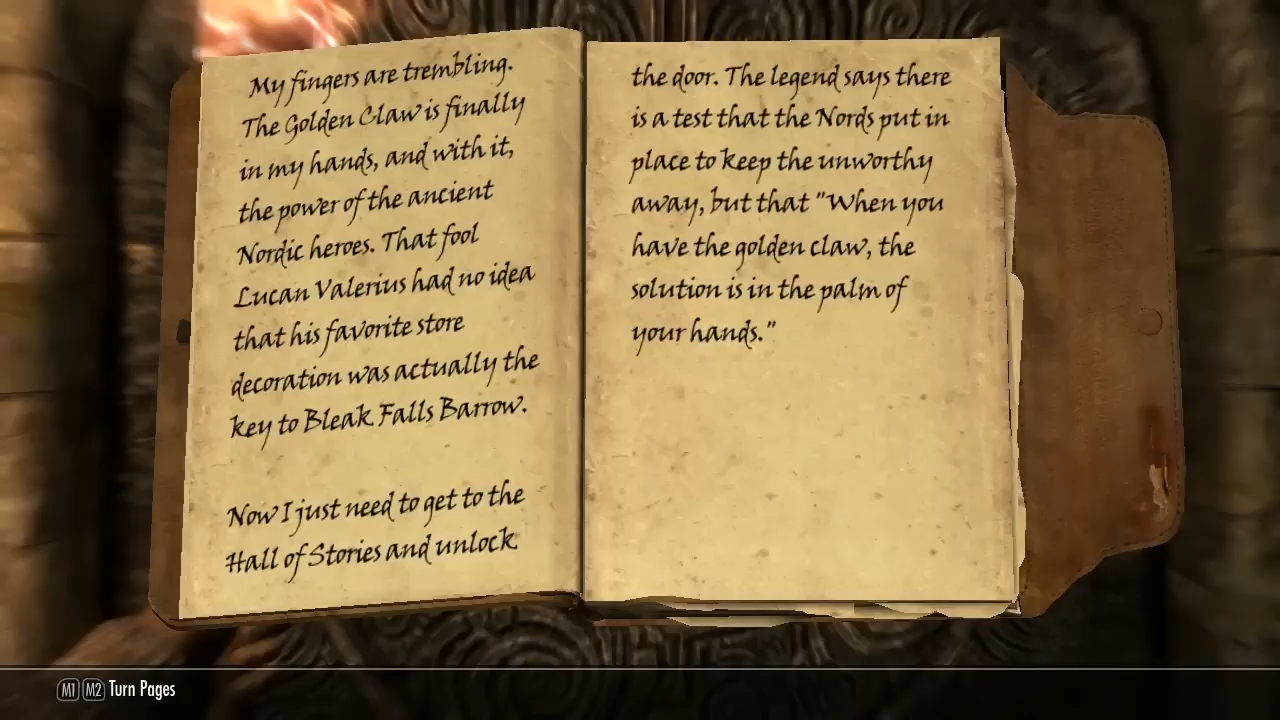 My fingers are trembling.
The Golden Claw is finally
in my hands, and with it,
the power of the ancient
Nordic heroes. That fool
Lucan Valerius had no idea
that his favorite store
decoration was actually the
key to Bleak Falls Barrow.
Now I just need to get to the
Hall of Stories and unlock
the door. The legend says there
is a test that the Nords put in
place to keep the unworthy
away, but that "When you
have the golden claw, the
solution is in the palm of
your hands."
M1 M2 Turn Pages